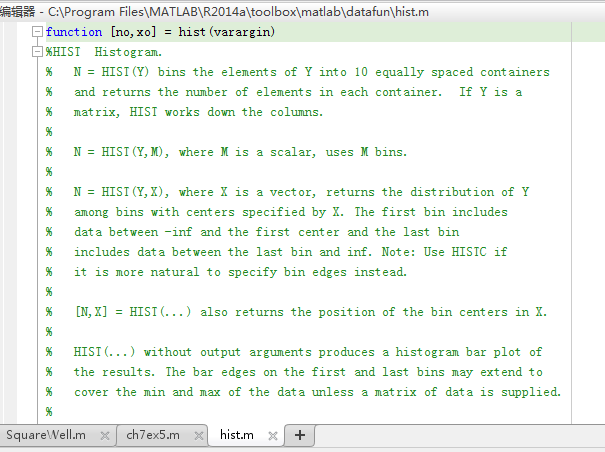 编辑器 - C:\Program Files\MATLAB\R2014a\toolbox\matlab\datafun\hist.m
function [no,xo] = hist(varargin)
%HIST  Histogram.
%   N = HIST(Y) bins the elements of Y into 10 equally spaced containers
%   and returns the number of elements in each container.  If Y is a
%   matrix, HIST works down the columns.
%
%   N = HIST(Y,M), where M is a scalar, uses M bins.
%
%   N = HIST(Y,X), where X is a vector, returns the distribution of Y
%   among bins with centers specified by X. The first bin includes
%   data between -inf and the first center and the last bin
%   includes data between the last bin and inf. Note: Use HISTC if
%   it is more natural to specify bin edges instead.
%
%   [N,X] = HIST(...) also returns the position of the bin centers in X.
%
%   HIST(...) without output arguments produces a histogram bar plot of
%   the results. The bar edges on the first and last bins may extend to
%   cover the min and max of the data unless a matrix of data is supplied.
%
SquareWell.m ch7ex5.m hist.m